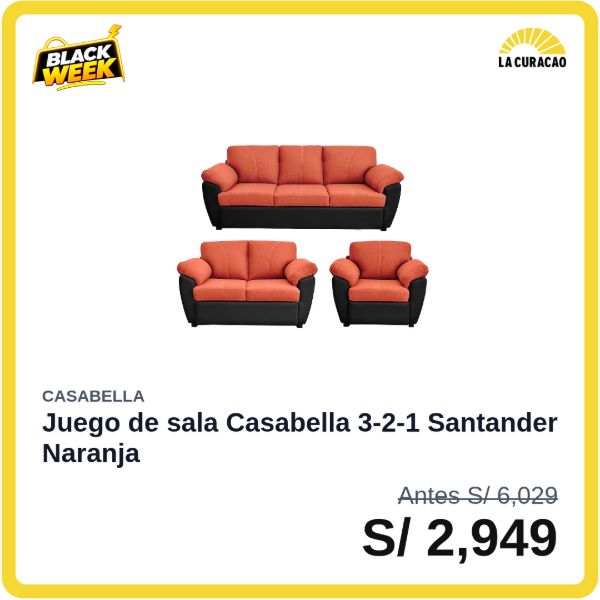 BLACK
WEEK
LA CURACAO
CASABELLA
Juego de sala Casabella 3-2-1 Santander
Naranja
Antes S/ 6,029
S/ 2,949